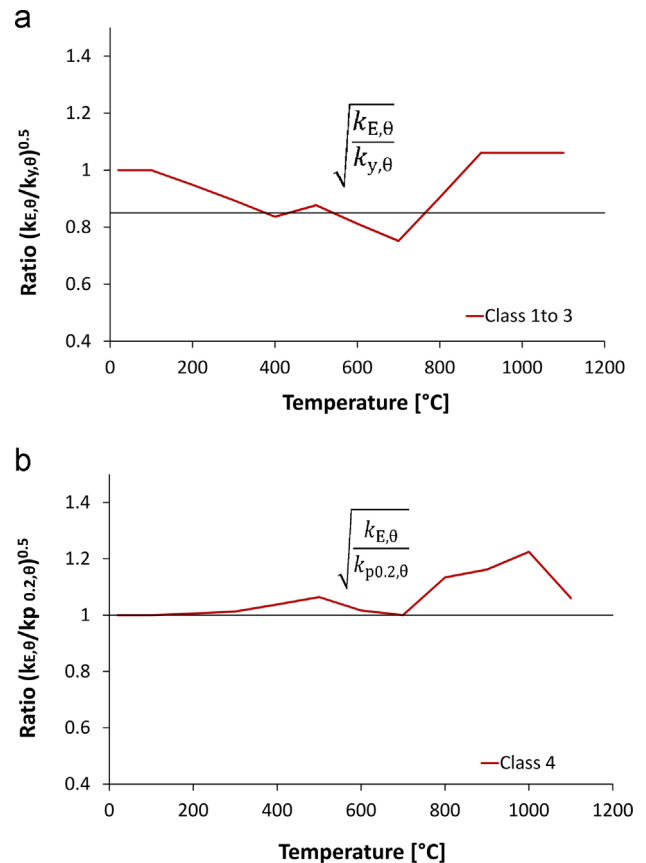 a
1.4
1.2
1
0.8
0.6
0.4
Ratio (kE,θ/ky,θ)0.5
√kE,θ/ky,θ
Class 1to 3
0 200 400 600 800 1000 1200
Temperature [°C]
b
1.4
1.2
1
0.8
0.6
0.4
Ratio (kE,θ/kp 0.2,θ)0.5
√kE,θ/kp0.2,θ
Class 4
0 200 400 600 800 1000 1200
Temperature [°C]